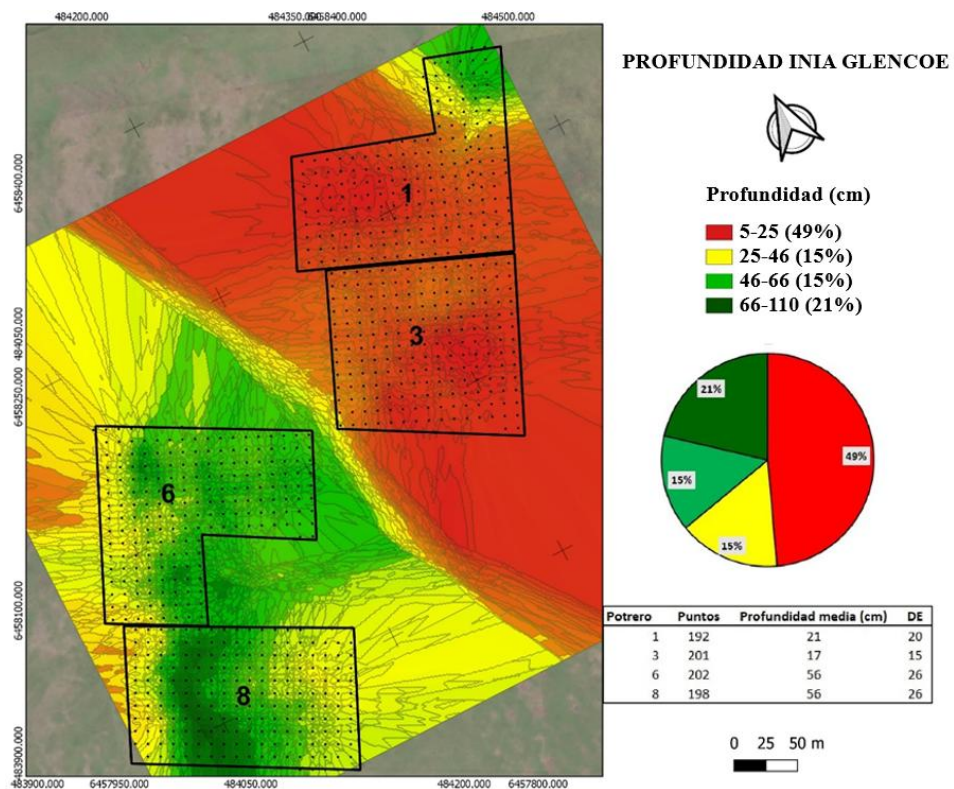 484200.000 484350.000 6458400.000 484500.000
PROFUNDIDAD INIA GLENCOE
Profundidad (cm)
5-25 (49%)
25-46 (15%)
46-66 (15%)
66-110 (21%)
6458400.000
484050.000
6458250.000
6458100.000
483900.000
1
3
6
8
21%
49%
15%
15%
Potrero Puntos Profundidad media (cm) DE
1 192 21 20
3 201 17 15
6 202 56 26
8 198 56 26
0 25 50 m
483900.000 6457950.000 484050.000 484200.000 6457800.000